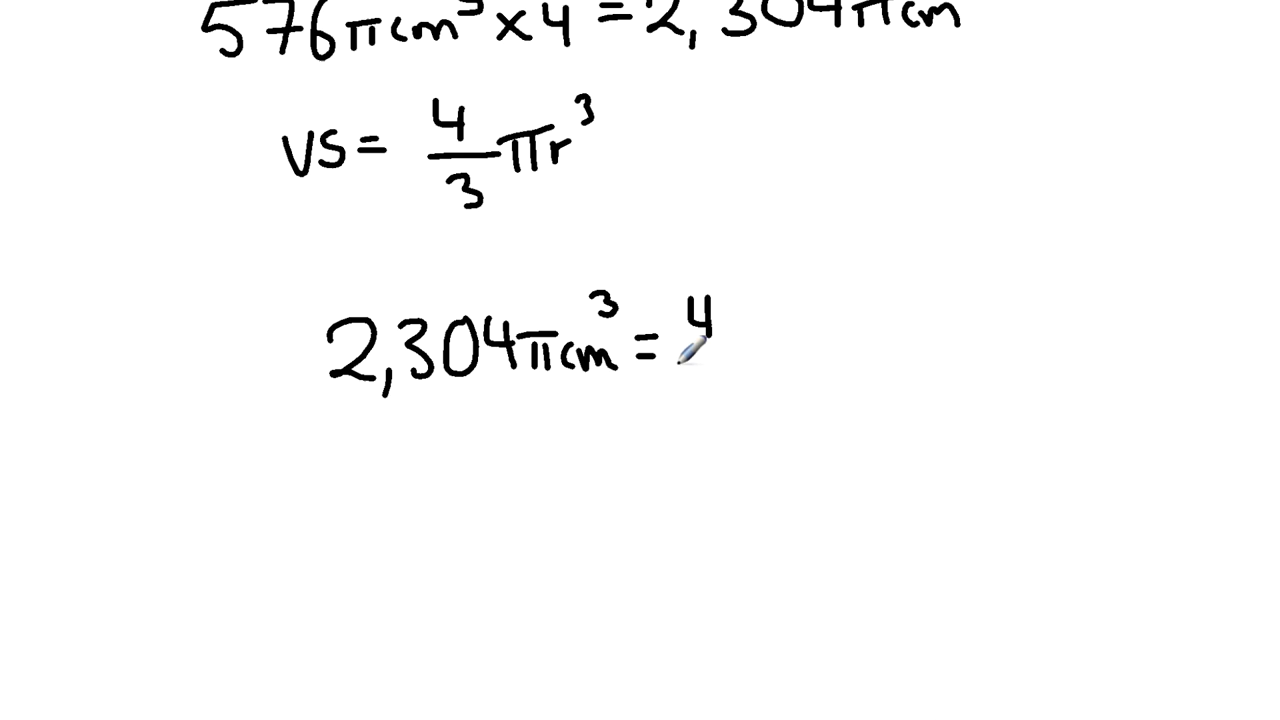 576πcm³ × 4 = 2,304πcm
VS = 4/3 πr³
2,304πcm³ = 4